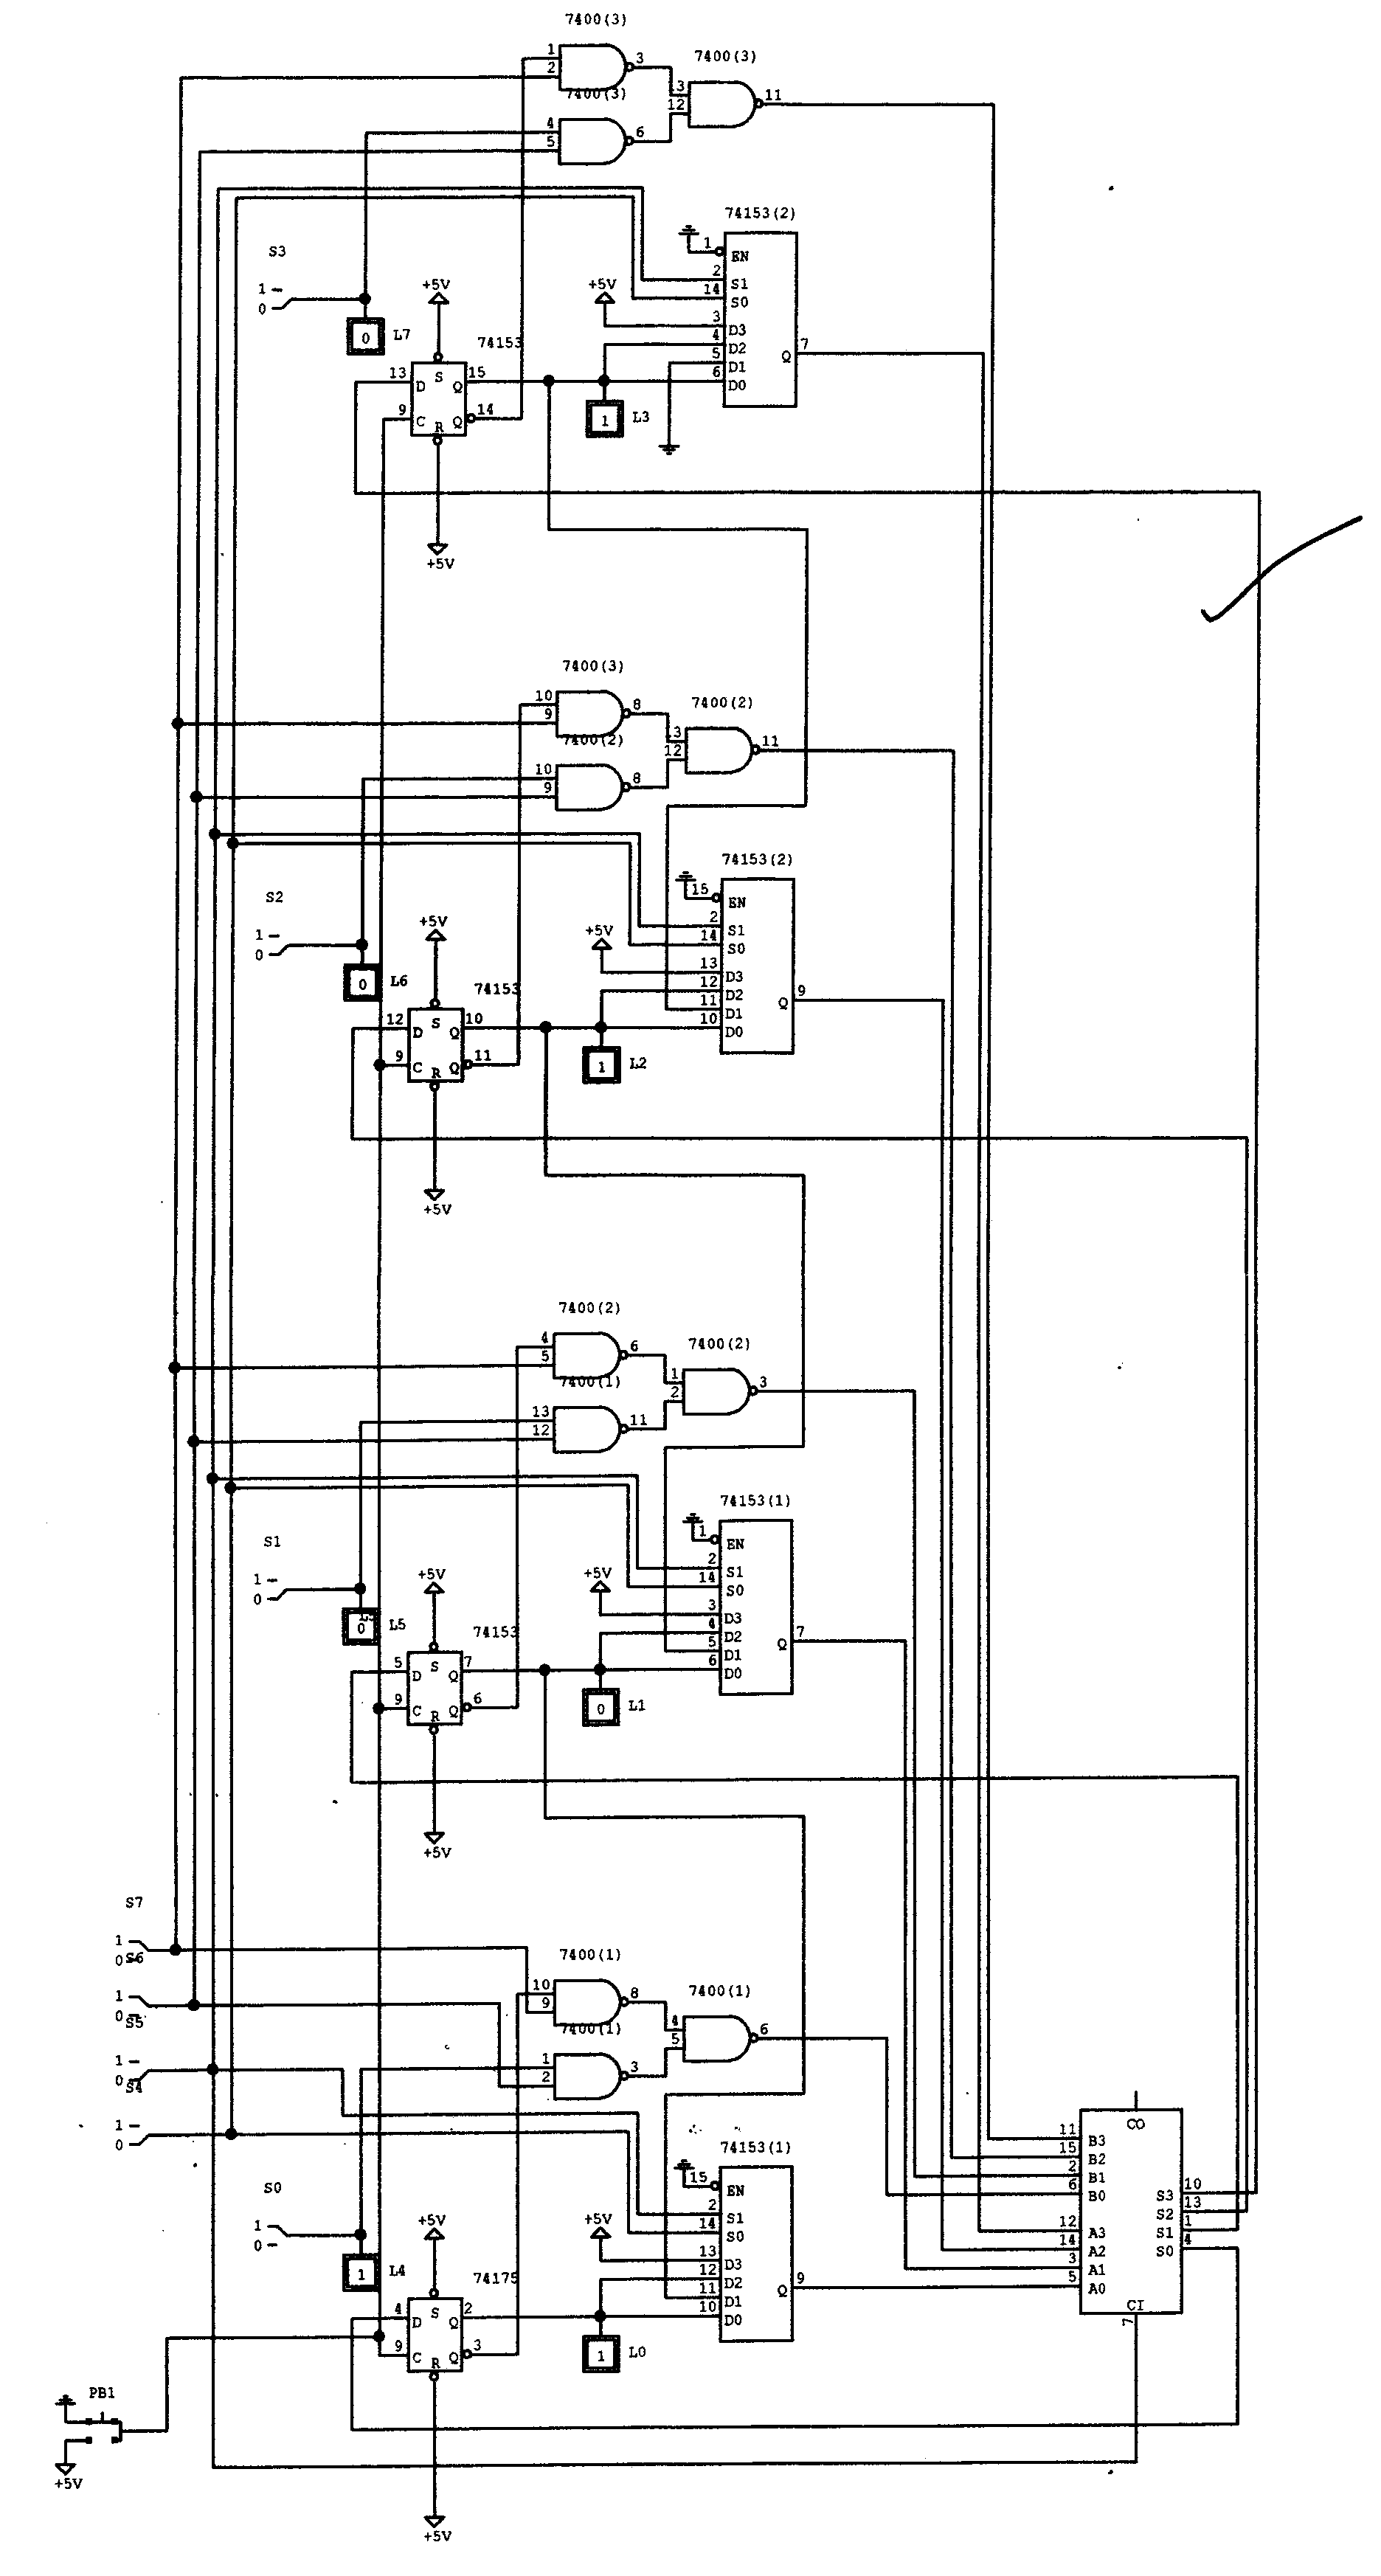 7400(3)
7400(3)
1
2
3
7400(3)
13
12
11
4
5
6
74153(2)
S3
1
EN
2
S1
14
S0
1
0
+5V
+5V
3
D3
0
L7
74153
4
D2
5
D1
Q
7
13
D
S
Q
15
6
D0
9
C
R
Q
14
1
L3
+5V
7400(3)
10
9
8
7400(2)
7400(2)
13
12
11
10
9
8
74153(2)
S2
15
EN
2
S1
14
S0
+5V
1
0
+5V
13
D3
0
L6
74153
12
D2
11
D1
Q
9
12
D
S
Q
10
10
D0
9
C
R
Q
11
1
L2
+5V
7400(2)
4
5
6
7400(2)
7400(1)
1
2
3
13
12
11
74153(1)
S1
1
EN
2
S1
14
S0
1
0
+5V
+5V
3
D3
0
L5
74153
4
D2
5
D1
Q
7
5
D
S
Q
7
6
D0
9
C
R
Q
6
0
L1
+5V
S7
1
0
S6
7400(1)
10
9
8
7400(1)
1
0
S5
7400(1)
4
5
6
1
0
S4
1
2
3
1
0
74153(1)
8
11
B3
15
B2
2
B1
6
B0
S3
10
S2
13
12
A3
S1
1
14
A2
S0
4
3
A1
5
A0
CI
7
S0
15
EN
2
S1
14
S0
1
0
+5V
+5V
13
D3
1
L4
74175
12
D2
11
D1
Q
9
4
D
S
Q
2
10
D0
9
C
R
Q
3
1
L0
PB1
+5V
+5V